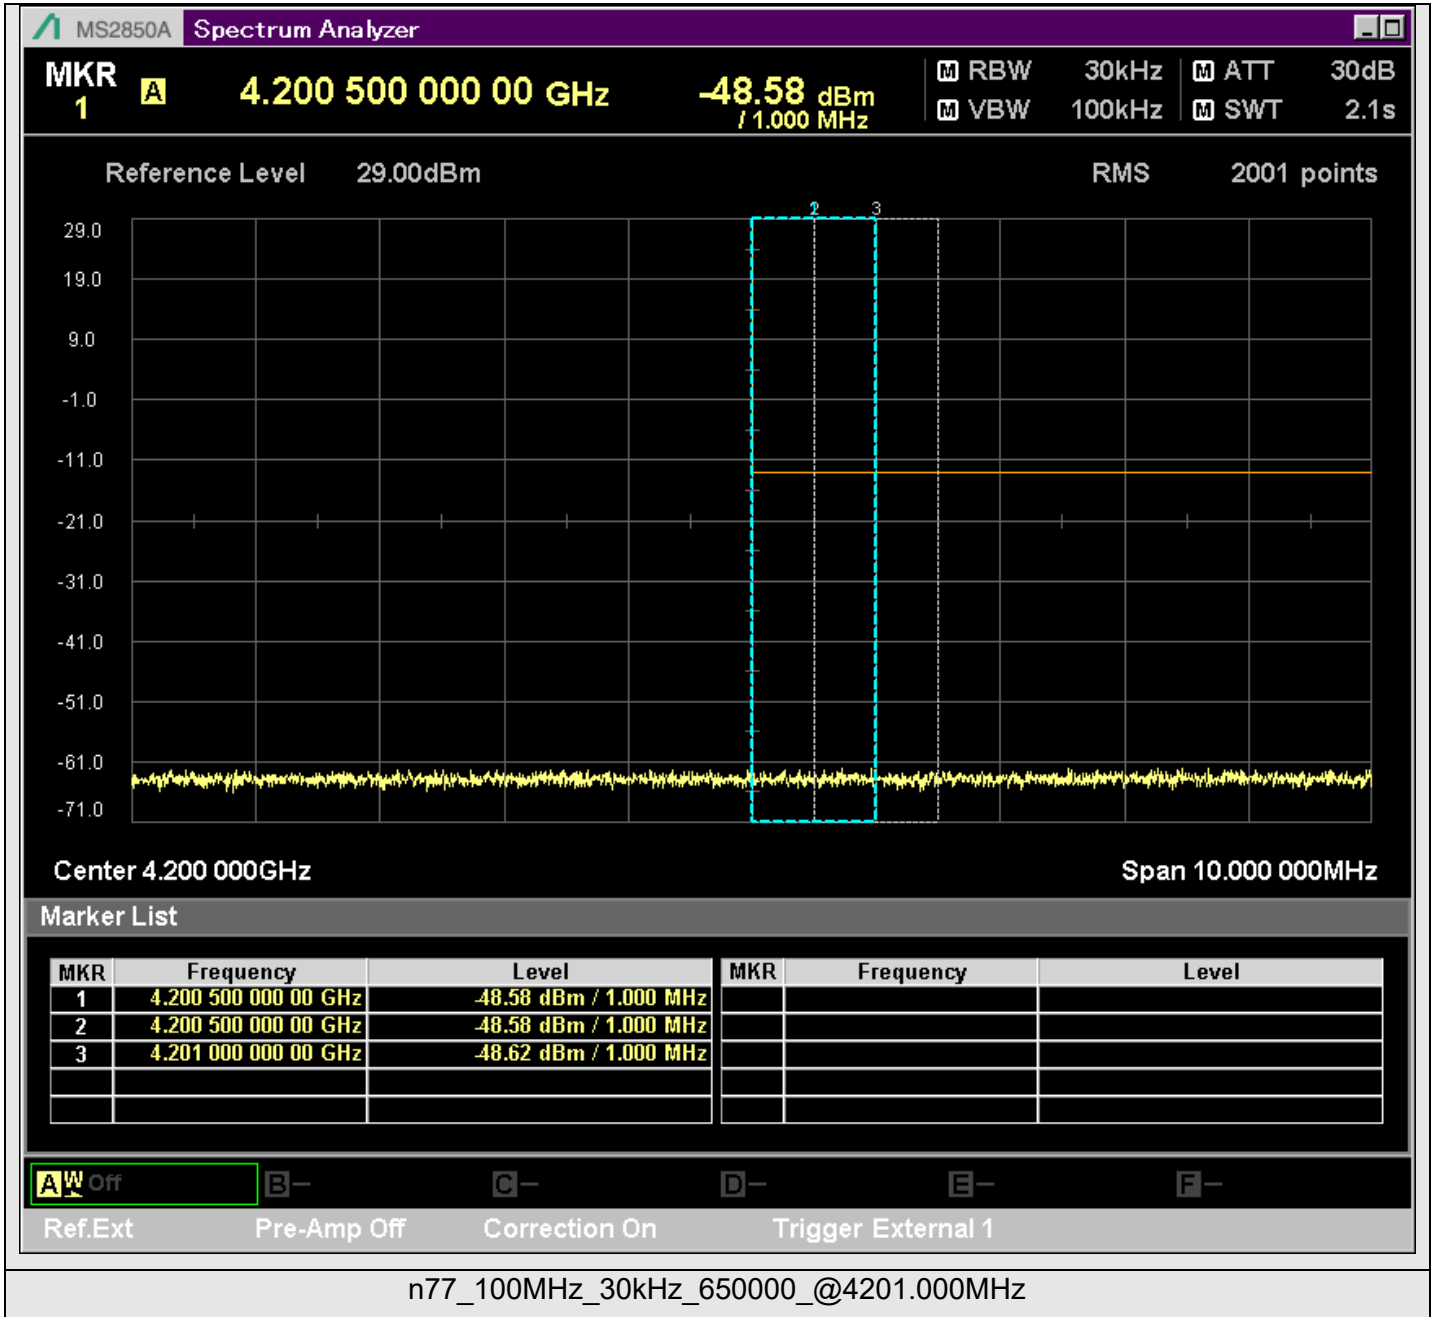 MS2850A Spectrum Analyzer
MKR 1 A 4.200 500 000 00 GHz -48.58 dBm / 1.000 MHz
M RBW 30kHz M ATT 30dB
M VBW 100kHz M SWT 2.1s
Reference Level 29.00dBm RMS 2001 points
2 3
29.0
19.0
9.0
-1.0
-11.0
-21.0
-31.0
-41.0
-51.0
-61.0
-71.0
Center 4.200 000GHz Span 10.000 000MHz
Marker List
MKR Frequency Level MKR Frequency Level
1 4.200 500 000 00 GHz -48.58 dBm / 1.000 MHz
2 4.200 500 000 00 GHz -48.58 dBm / 1.000 MHz
3 4.201 000 000 00 GHz -48.62 dBm / 1.000 MHz
A W Off B- C- D- E- F-
Ref.Ext Pre-Amp Off Correction On Trigger External 1
n77_100MHz_30kHz_650000_@4201.000MHz